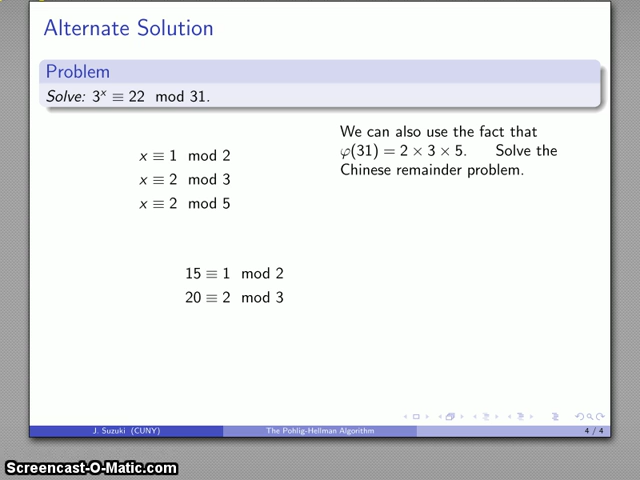 Alternate Solution
Problem
Solve: 3ˣ ≡ 22 mod 31.
We can also use the fact that
φ(31) = 2 × 3 × 5. Solve the
Chinese remainder problem.
x ≡ 1 mod 2
x ≡ 2 mod 3
x ≡ 2 mod 5
15 ≡ 1 mod 2
20 ≡ 2 mod 3
J. Suzuki (CUNY) The Pohlig-Hellman Algorithm 4 / 4
Screencast-O-Matic.com